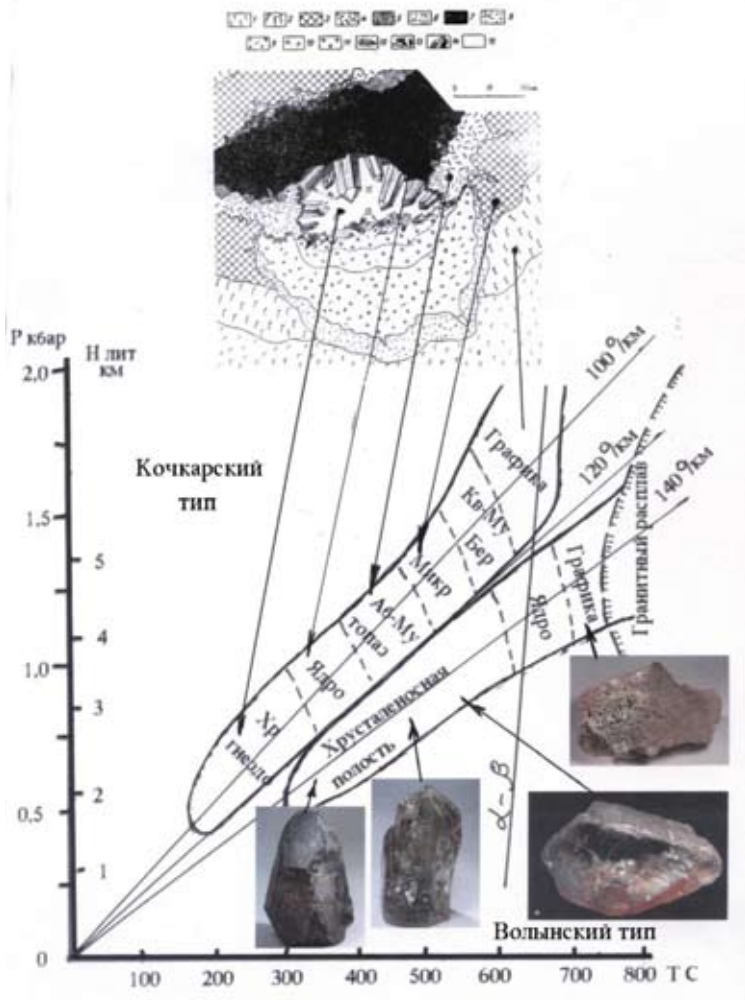 Р кбар
Н лит
км
2,0
1,5
1,0
0,5
0
5
4
3
2
1
Кочкарский
тип
100°/км
120°/км
140°/км
Графика
Кв-Му
Бер
Микр
Аб-Му
топаз
Ядро
Хр
гнездо
Графика
Ядро
Хрусталеносная
полость
Гранитный расплав
α-β
Волынский тип
100
200
300
400
500
600
700
800
Т С